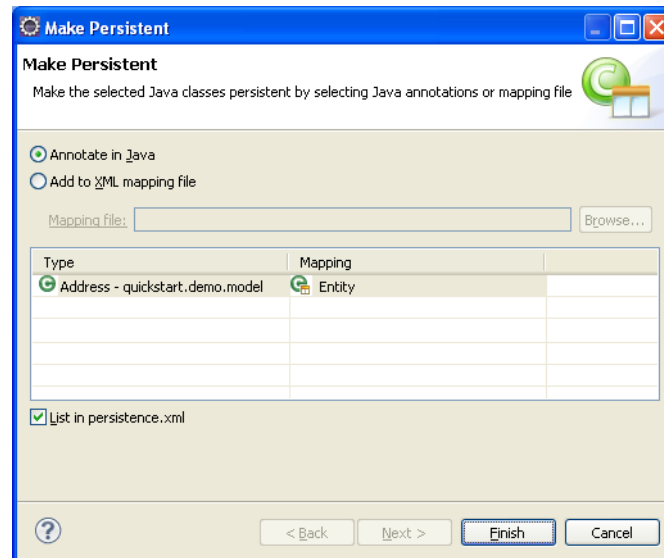 Make Persistent
Make Persistent
Make the selected Java classes persistent by selecting Java annotations or mapping file
Annotate in Java
Add to XML mapping file
Mapping file: Browse...
Type Mapping
Address - quickstart.demo.model Entity
List in persistence.xml
? < Back Next > Finish Cancel